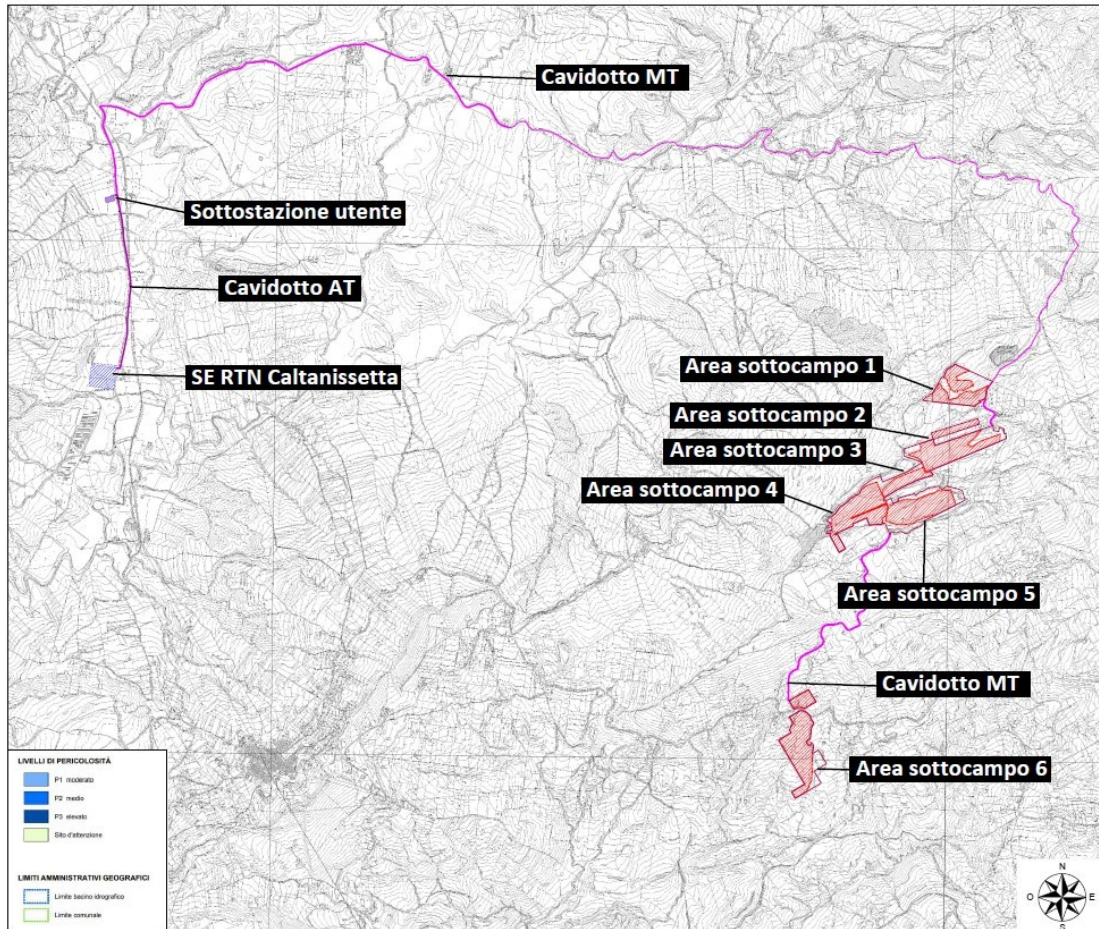 Cavidotto MT
Sottostazione utente
Cavidotto AT
SE RTN Caltanissetta
Area sottocampo 1
Area sottocampo 2
Area sottocampo 3
Area sottocampo 4
Area sottocampo 5
Cavidotto MT
Area sottocampo 6
LIVELLI DI PERICOLOSITÀ
P1 moderato
P2 medio
P3 elevato
Sito d'attenzione
LIMITI AMMINISTRATIVI GEOGRAFICI
Limite bacino idrografico
Limite comunale
N
O
E
S